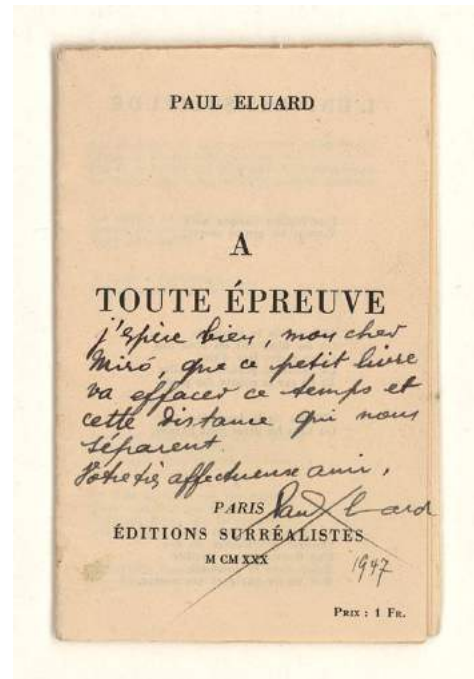 PAUL ELUARD
A
TOUTE ÉPREUVE
j'espère bien, mon cher
Miró, que ce petit livre
va effacer ce temps et
cette distance qui nous
séparent.
Votre très affectueux ami,
PARIS Paul Eluard
ÉDITIONS SURRÉALISTES
M CM XXX
1947
PRIX : 1 FR.